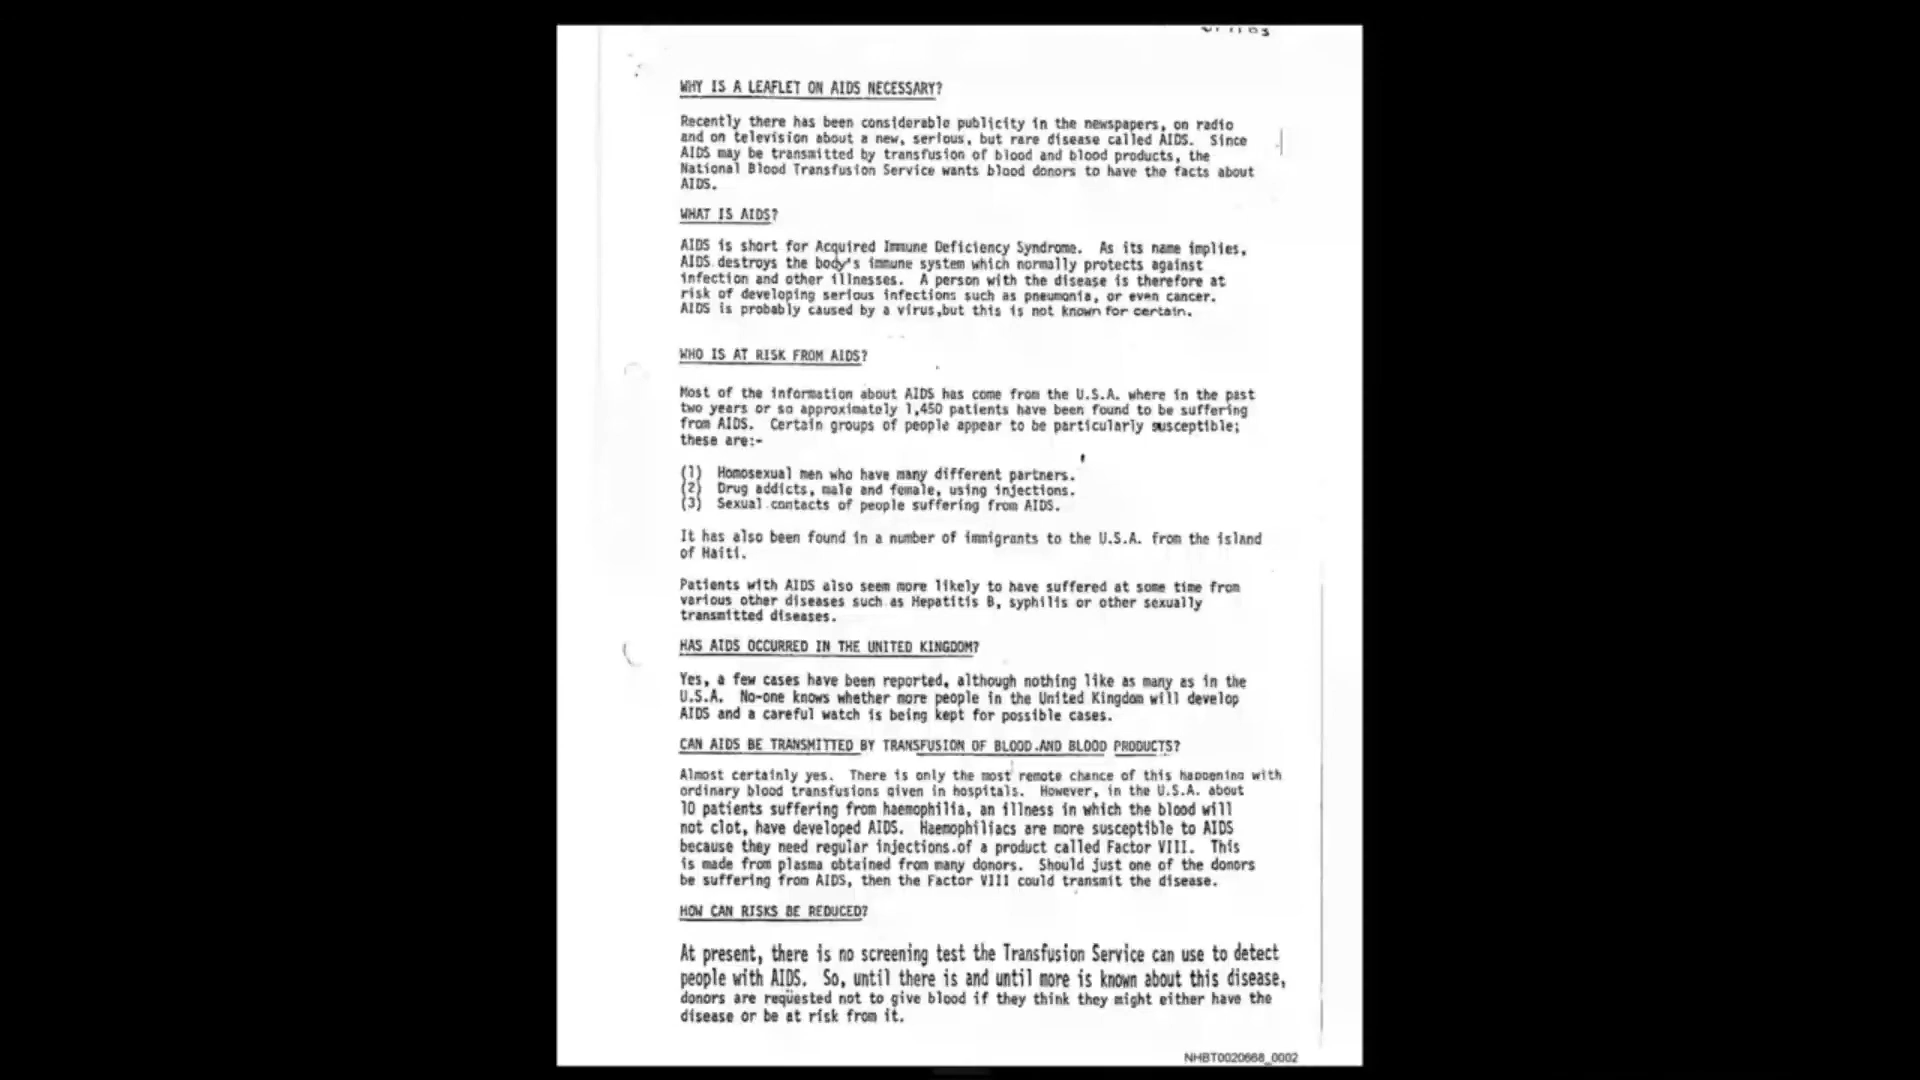 WHY IS A LEAFLET ON AIDS NECESSARY?
Recently there has been considerable publicity in the newspapers, on radio
and on television about a new, serious, but rare disease called AIDS. Since
AIDS may be transmitted by transfusion of blood and blood products, the
National Blood Transfusion Service wants blood donors to have the facts about
AIDS.
WHAT IS AIDS?
AIDS is short for Acquired Immune Deficiency Syndrome. As its name implies,
AIDS destroys the body's immune system which normally protects against
infection and other illnesses. A person with the disease is therefore at
risk of developing serious infections such as pneumonia, or even cancer.
AIDS is probably caused by a virus,but this is not known for certain.
WHO IS AT RISK FROM AIDS?
Most of the information about AIDS has come from the U.S.A. where in the past
two years or so approximately 1,450 patients have been found to be suffering
from AIDS. Certain groups of people appear to be particularly susceptible;
these are:-
(1) Homosexual men who have many different partners.
(2) Drug addicts, male and female, using injections.
(3) Sexual contacts of people suffering from AIDS.
It has also been found in a number of immigrants to the U.S.A. from the island
of Haiti.
Patients with AIDS also seem more likely to have suffered at some time from
various other diseases such as Hepatitis B, syphilis or other sexually
transmitted diseases.
HAS AIDS OCCURRED IN THE UNITED KINGDOM?
Yes, a few cases have been reported, although nothing like as many as in the
U.S.A. No-one knows whether more people in the United Kingdom will develop
AIDS and a careful watch is being kept for possible cases.
CAN AIDS BE TRANSMITTED BY TRANSFUSION OF BLOOD AND BLOOD PRODUCTS?
Almost certainly yes. There is only the most remote chance of this happening with
ordinary blood transfusions given in hospitals. However, in the U.S.A. about
10 patients suffering from haemophilia, an illness in which the blood will
not clot, have developed AIDS. Haemophiliacs are more susceptible to AIDS
because they need regular injections of a product called Factor VIII. This
is made from plasma obtained from many donors. Should just one of the donors
be suffering from AIDS, then the Factor VIII could transmit the disease.
HOW CAN RISKS BE REDUCED?
At present, there is no screening test the Transfusion Service can use to detect
people with AIDS. So, until there is and until more is known about this disease,
donors are requested not to give blood if they think they might either have the
disease or be at risk from it.
NHBT0020668_0002